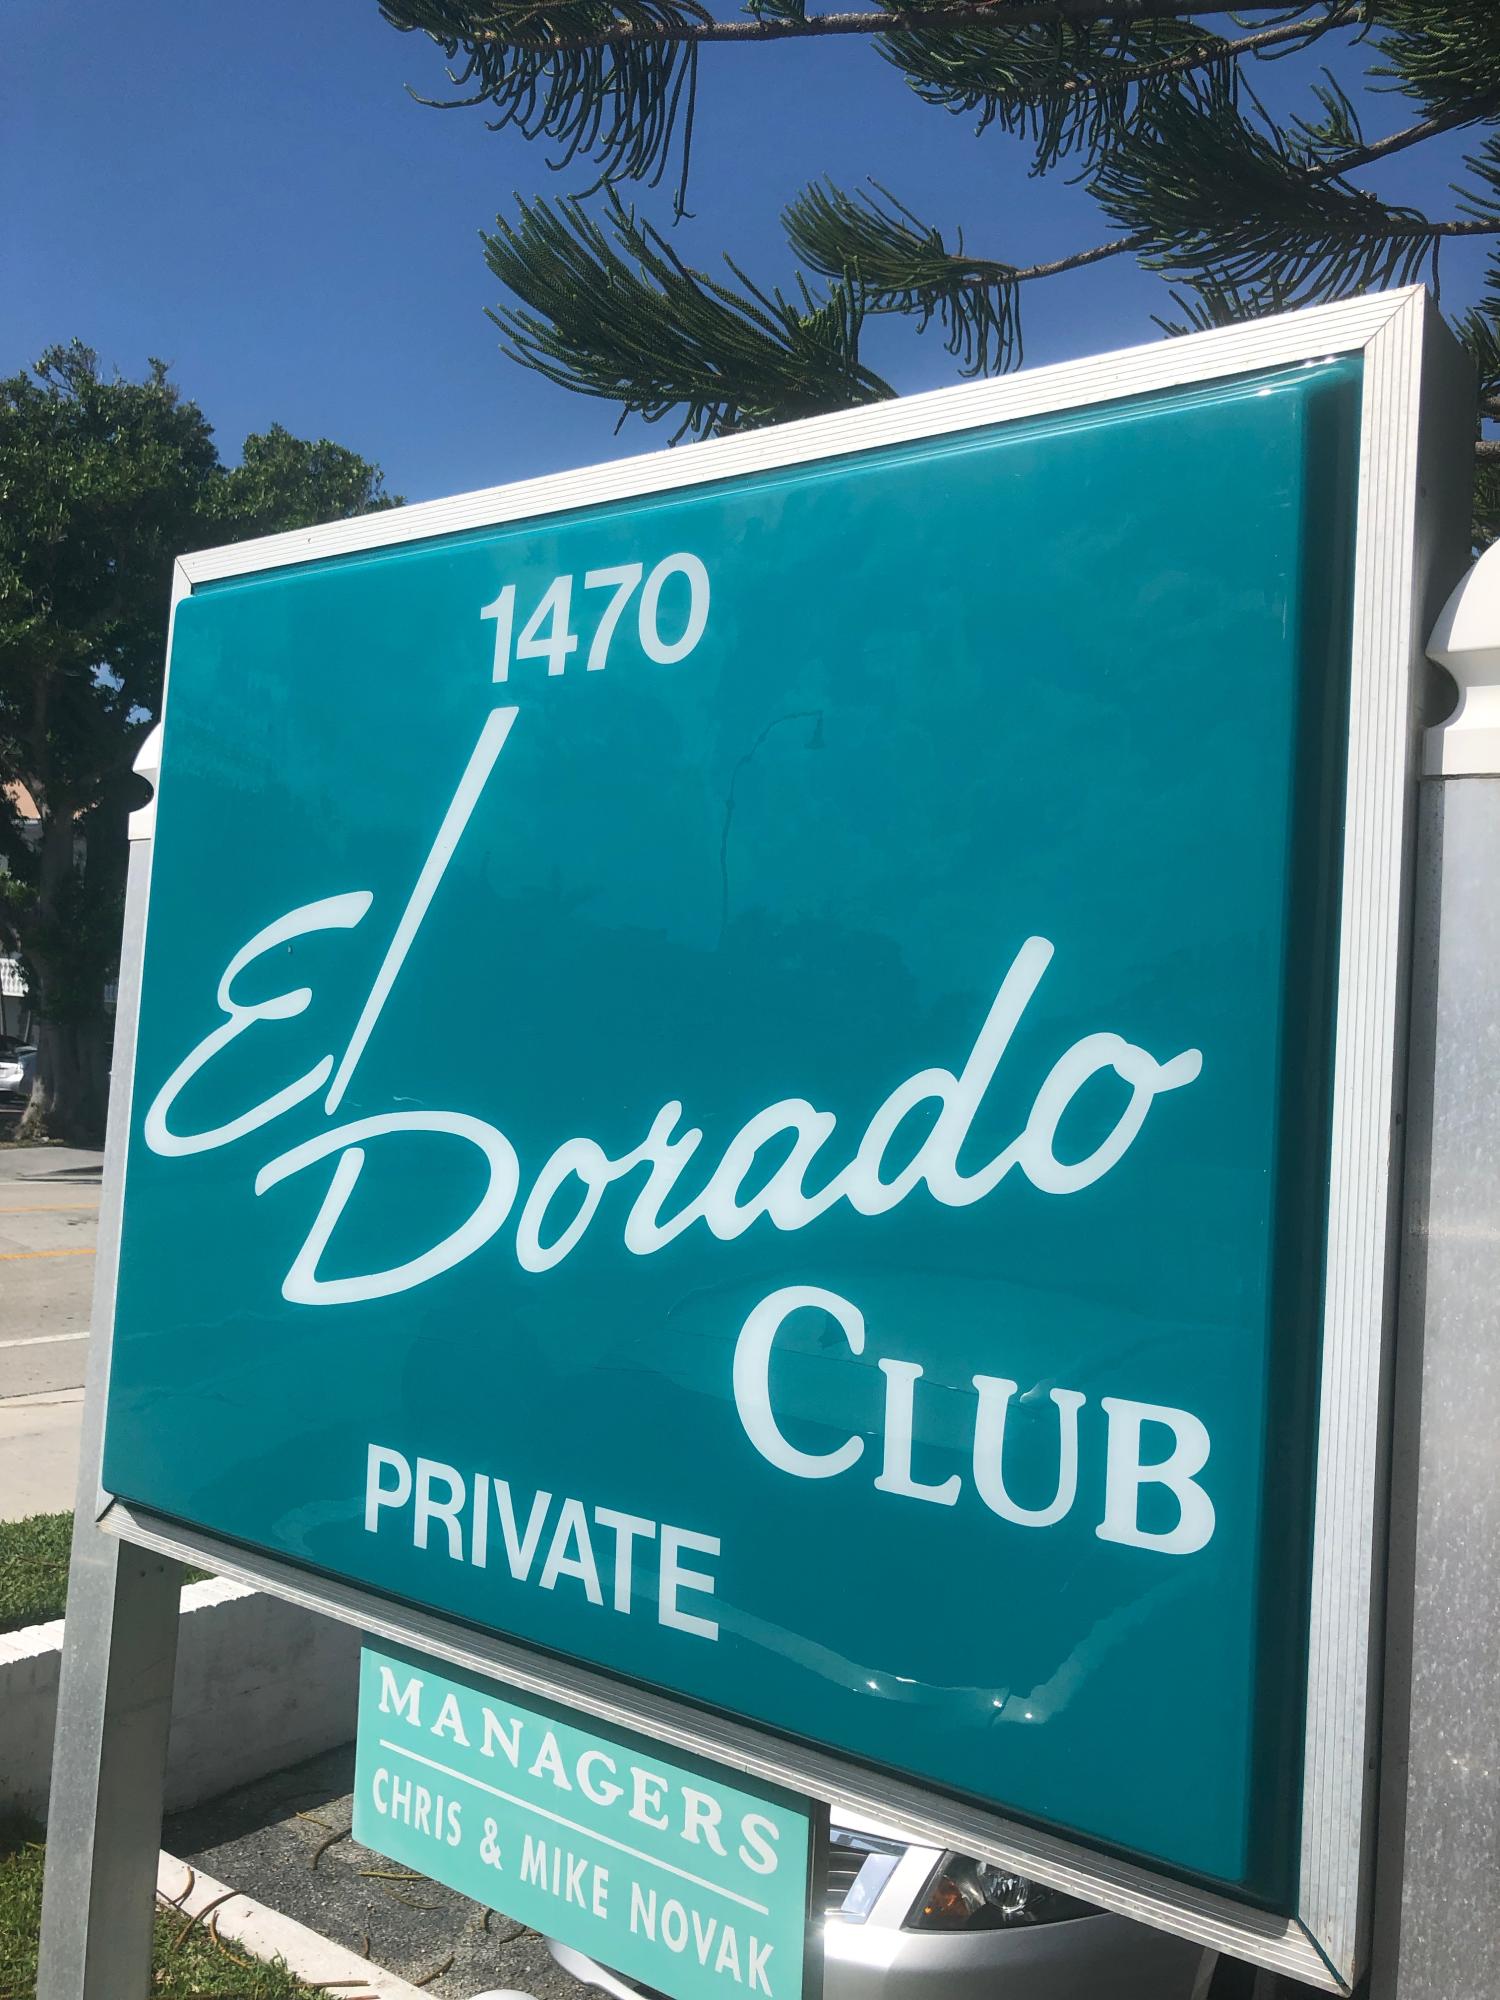 1470
El
Dorado
CLUB
PRIVATE
MANAGERS
CHRIS & MIKE NOVAK